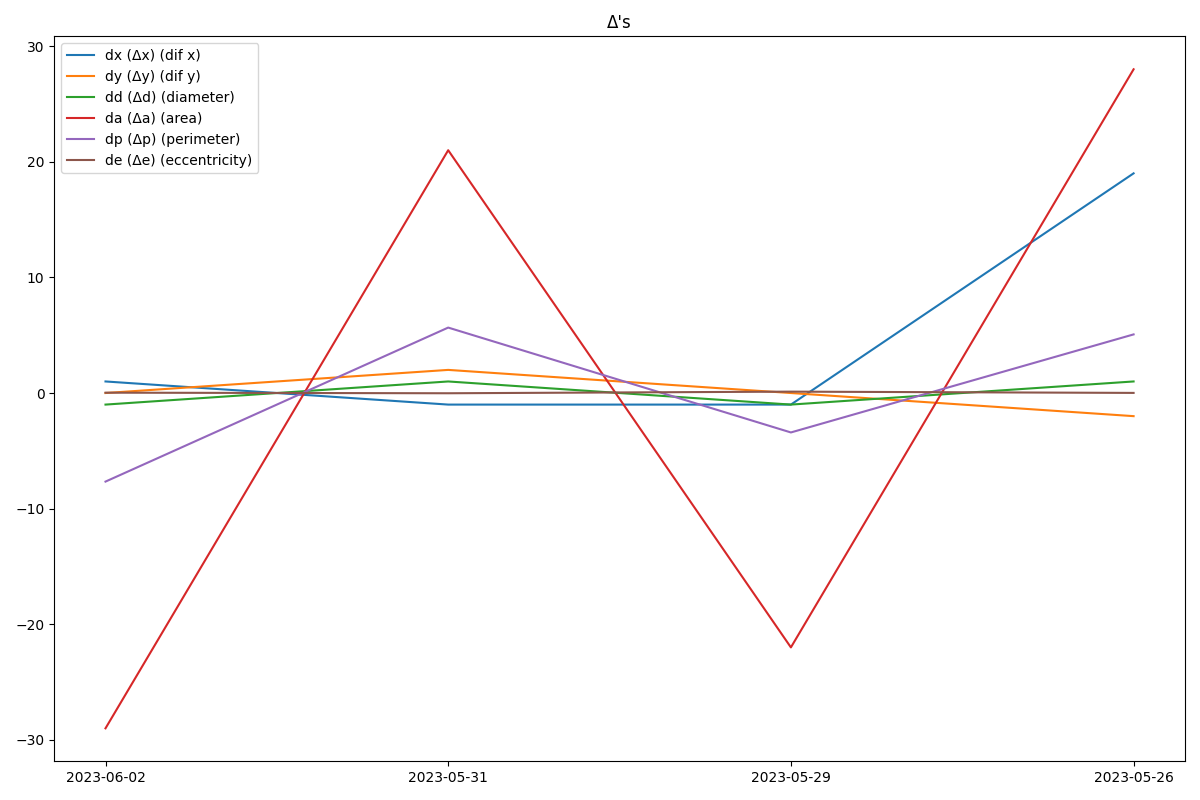 Δ's
dx (Δx) (dif x)
dy (Δy) (dif y)
dd (Δd) (diameter)
da (Δa) (area)
dp (Δp) (perimeter)
de (Δe) (eccentricity)
30
20
10
0
−10
−20
−30
2023-06-02 2023-05-31 2023-05-29 2023-05-26